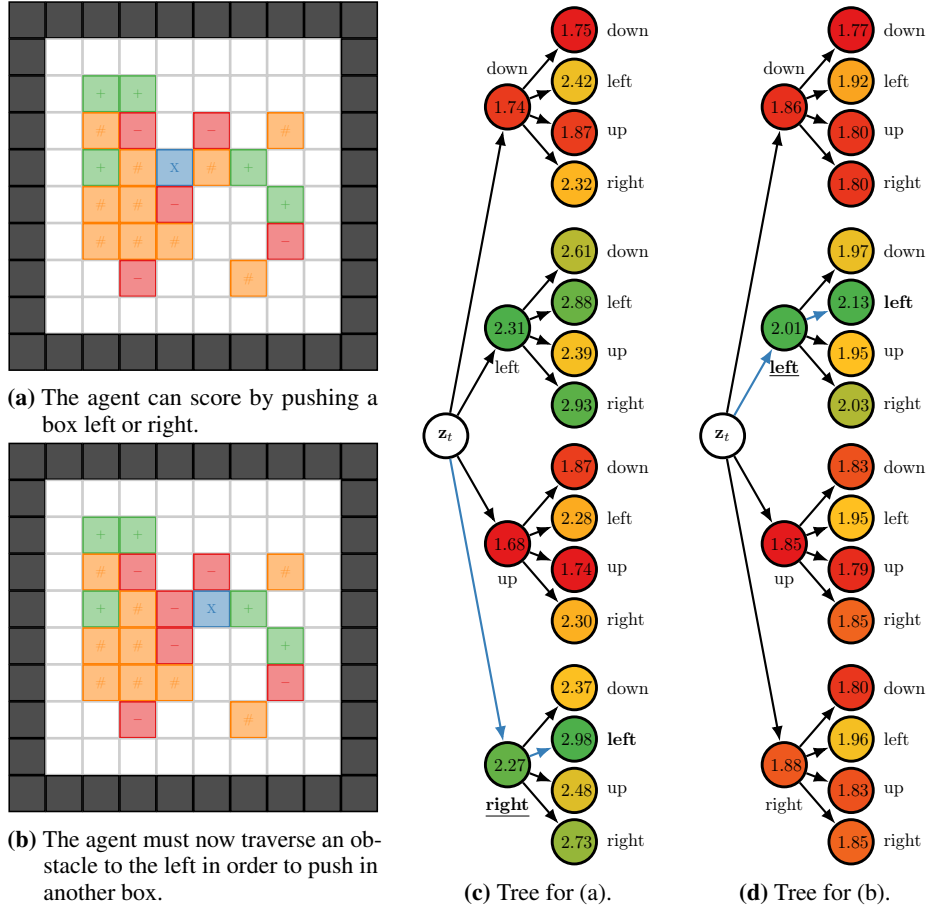 + +
# − − #
+ # X # +
# # − +
# # # −
− #
(a) The agent can score by pushing a
box left or right.
+ +
# − − #
+ # − X +
# # − +
# # # −
− #
(b) The agent must now traverse an ob-
stacle to the left in order to push in
another box.
z_t
down
1.74
1.75 down
2.42 left
1.87 up
2.32 right
2.31
left
2.61 down
2.88 left
2.39 up
2.93 right
1.68
up
1.87 down
2.28 left
1.74 up
2.30 right
2.27
right
2.37 down
2.98 left
2.48 up
2.73 right
(c) Tree for (a).
z_t
down
1.86
1.77 down
1.92 left
1.80 up
1.80 right
2.01
left
1.97 down
2.13 left
1.95 up
2.03 right
1.85
up
1.83 down
1.95 left
1.79 up
1.85 right
1.88
right
1.80 down
1.96 left
1.83 up
1.85 right
(d) Tree for (b).